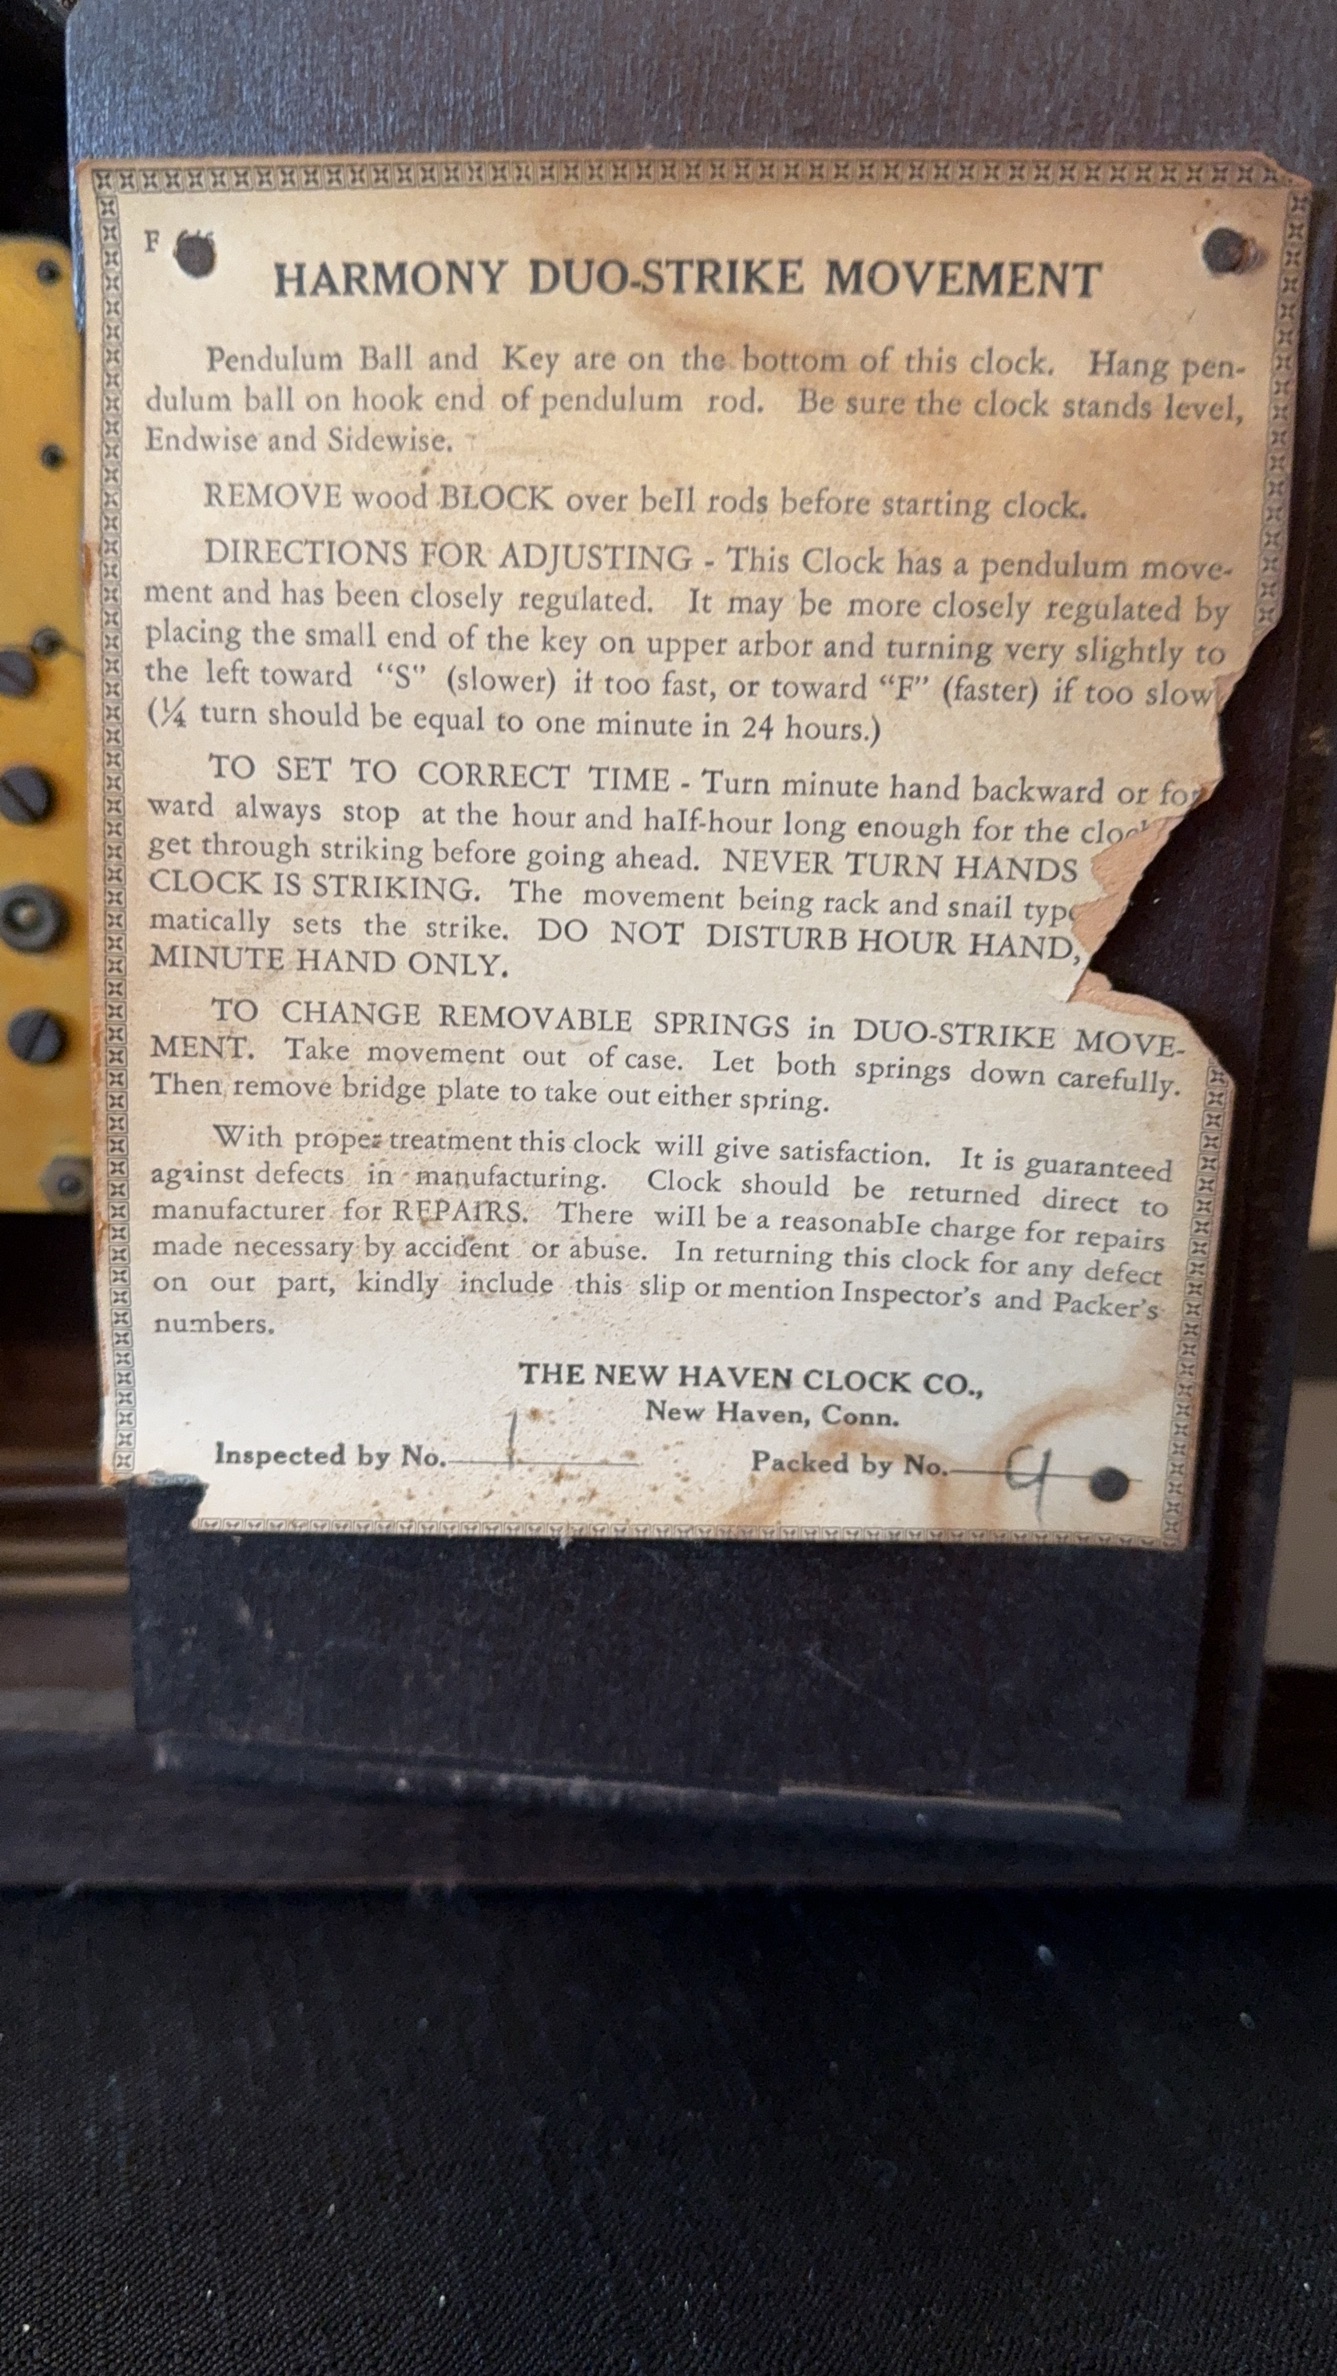 F
HARMONY DUO-STRIKE MOVEMENT
Pendulum Ball and Key are on the bottom of this clock. Hang pen-
dulum ball on hook end of pendulum rod. Be sure the clock stands level,
Endwise and Sidewise.
REMOVE wood BLOCK over bell rods before starting clock.
DIRECTIONS FOR ADJUSTING - This Clock has a pendulum move-
ment and has been closely regulated. It may be more closely regulated by
placing the small end of the key on upper arbor and turning very slightly to
the left toward "S" (slower) if too fast, or toward "F" (faster) if too slow
(¼ turn should be equal to one minute in 24 hours.)
TO SET TO CORRECT TIME - Turn minute hand backward or for
ward always stop at the hour and half-hour long enough for the cloc
get through striking before going ahead. NEVER TURN HANDS
CLOCK IS STRIKING. The movement being rack and snail type
matically sets the strike. DO NOT DISTURB HOUR HAND,
MINUTE HAND ONLY.
TO CHANGE REMOVABLE SPRINGS in DUO-STRIKE MOVE-
MENT. Take movement out of case. Let both springs down carefully.
Then remove bridge plate to take out either spring.
With proper treatment this clock will give satisfaction. It is guaranteed
against defects in manufacturing. Clock should be returned direct to
manufacturer for REPAIRS. There will be a reasonable charge for repairs
made necessary by accident or abuse. In returning this clock for any defect
on our part, kindly include this slip or mention Inspector's and Packer's
numbers.
THE NEW HAVEN CLOCK CO.,
New Haven, Conn.
Inspected by No. 1 Packed by No.